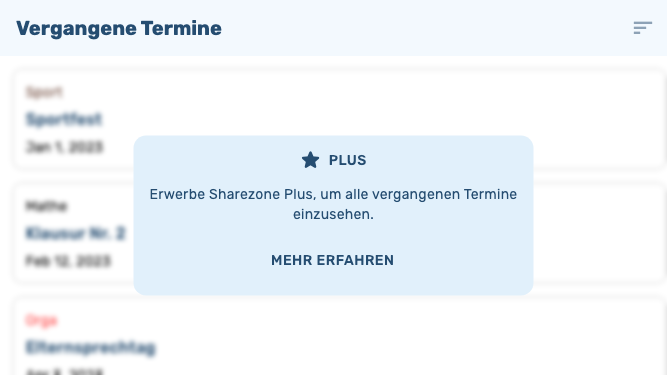 Vergangene Termine
Sport
Sportfest
Jan 1, 2023
PLUS
Erwerbe Sharezone Plus, um alle vergangenen Termine
einzusehen.
MEHR ERFAHREN
Mathe
Klausur Nr. 2
Feb 12, 2023
Orga
Elternsprechtag